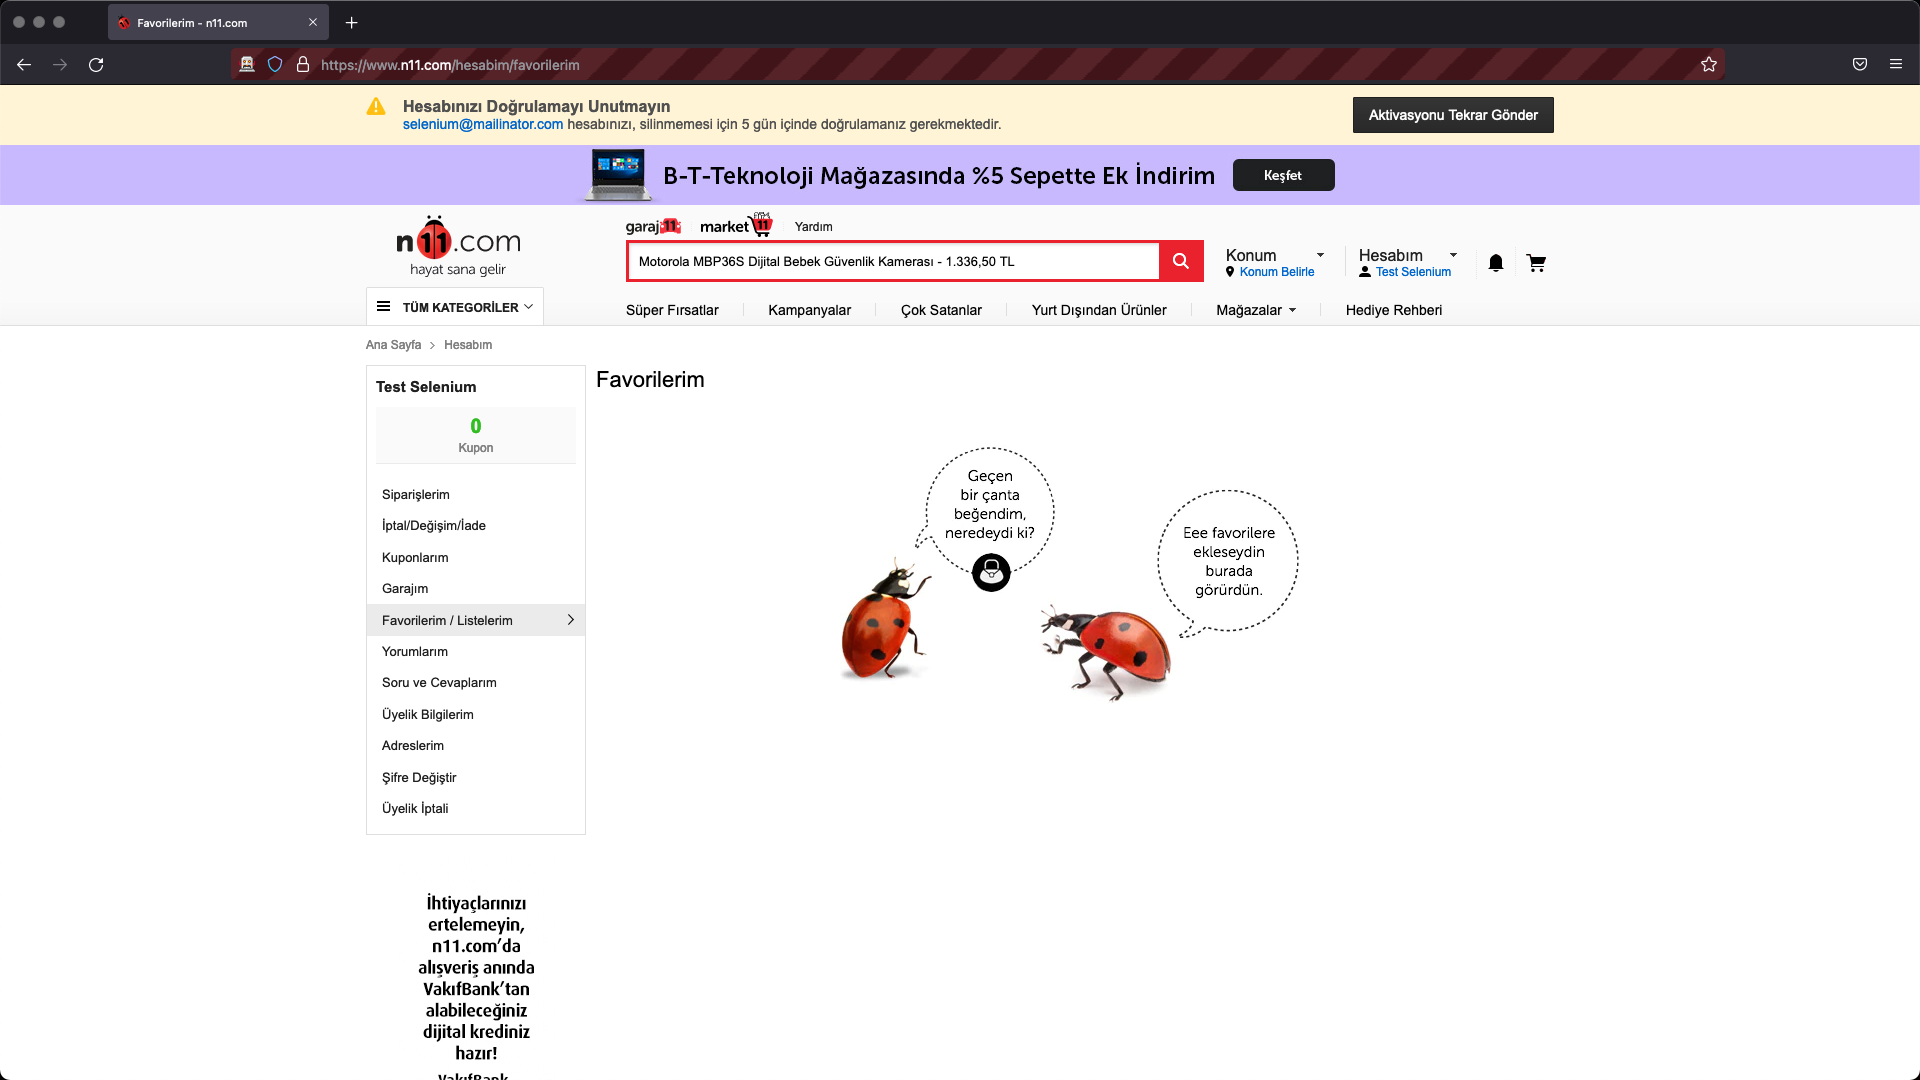 Favorilerim - n11.com
https://www.n11.com/hesabim/favorilerim
Hesabınızı Doğrulamayı Unutmayın
selenium@mailinator.com hesabınızı, silinmemesi için 5 gün içinde doğrulamanız gerekmektedir.
Aktivasyonu Tekrar Gönder
B-T-Teknoloji Mağazasında %5 Sepette Ek İndirim
Keşfet
n11.com
hayat sana gelir
garaj11
market11
Yardım
Motorola MBP36S Dijital Bebek Güvenlik Kamerası - 1.336,50 TL
Konum
Konum Belirle
Hesabım
Test Selenium
TÜM KATEGORİLER
Süper Fırsatlar
Kampanyalar
Çok Satanlar
Yurt Dışından Ürünler
Mağazalar
Hediye Rehberi
Ana Sayfa > Hesabım
Test Selenium
0
Kupon
Siparişlerim
İptal/Değişim/İade
Kuponlarım
Garajım
Favorilerim / Listelerim
Yorumlarım
Soru ve Cevaplarım
Üyelik Bilgilerim
Adreslerim
Şifre Değiştir
Üyelik İptali
Favorilerim
Geçen
bir çanta
beğendim,
neredeydi ki?
Eee favorilere
ekleseydin
burada
görürdün.
İhtiyaçlarınızı
ertelemeyin,
n11.com’da
alışveriş anında
VakıfBank’tan
alabileceğiniz
dijital krediniz
hazır!
VakıfBank